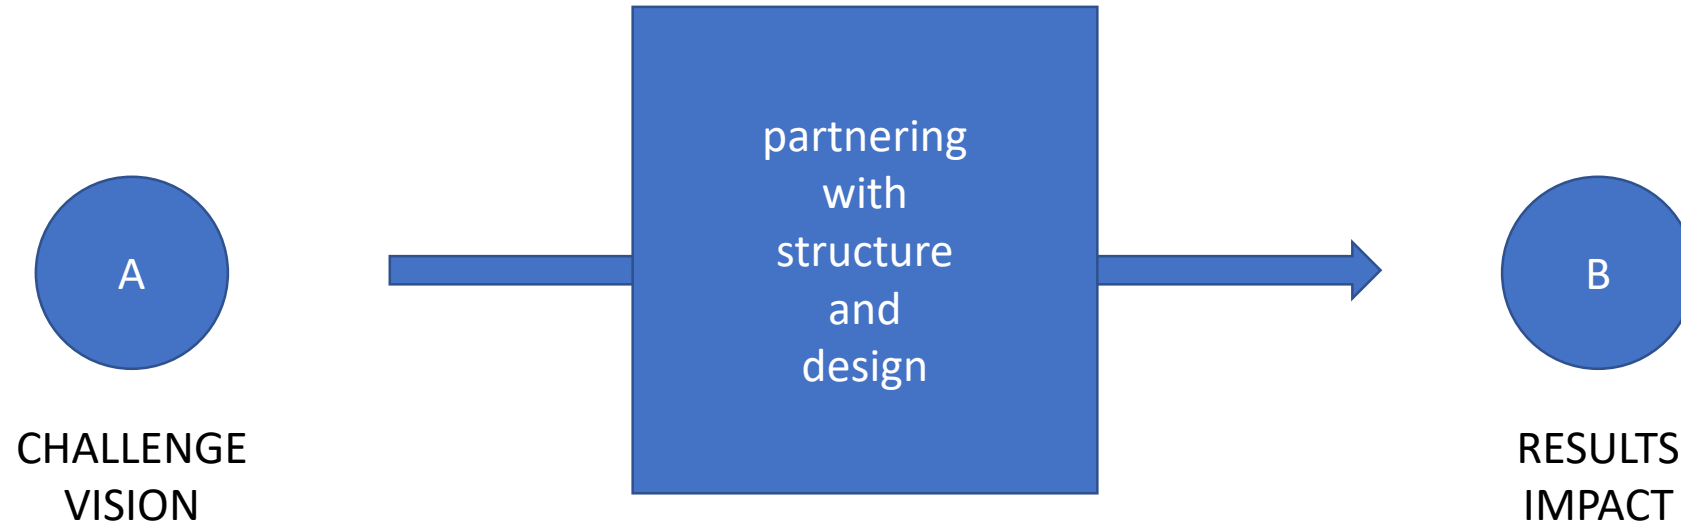 partnering
with
structure
and
design
A
B
CHALLENGE
VISION
RESULTS
IMPACT